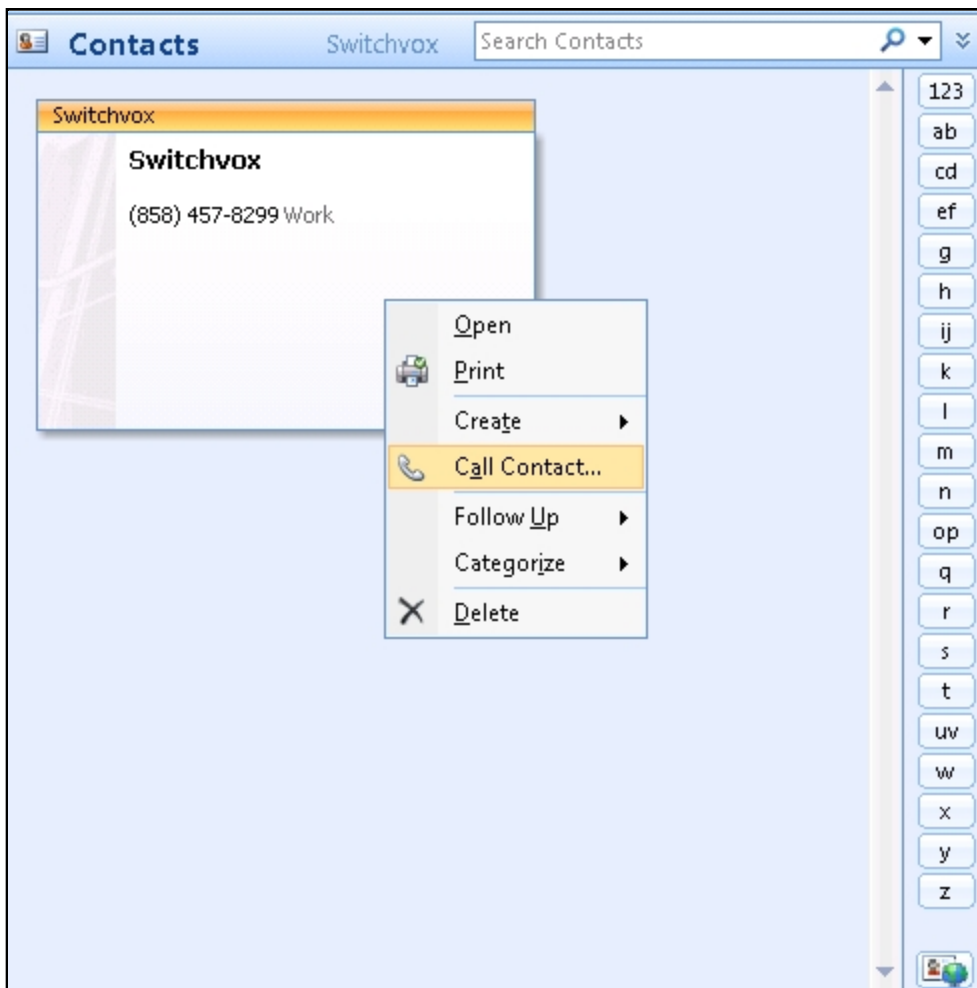 Contacts Switchvox Search Contacts
Switchvox
Switchvox
(858) 457-8299 Work
Open
Print
Create
Call Contact...
Follow Up
Categorize
Delete
123
ab
cd
ef
g
h
ij
k
l
m
n
op
q
r
s
t
uv
w
x
y
z